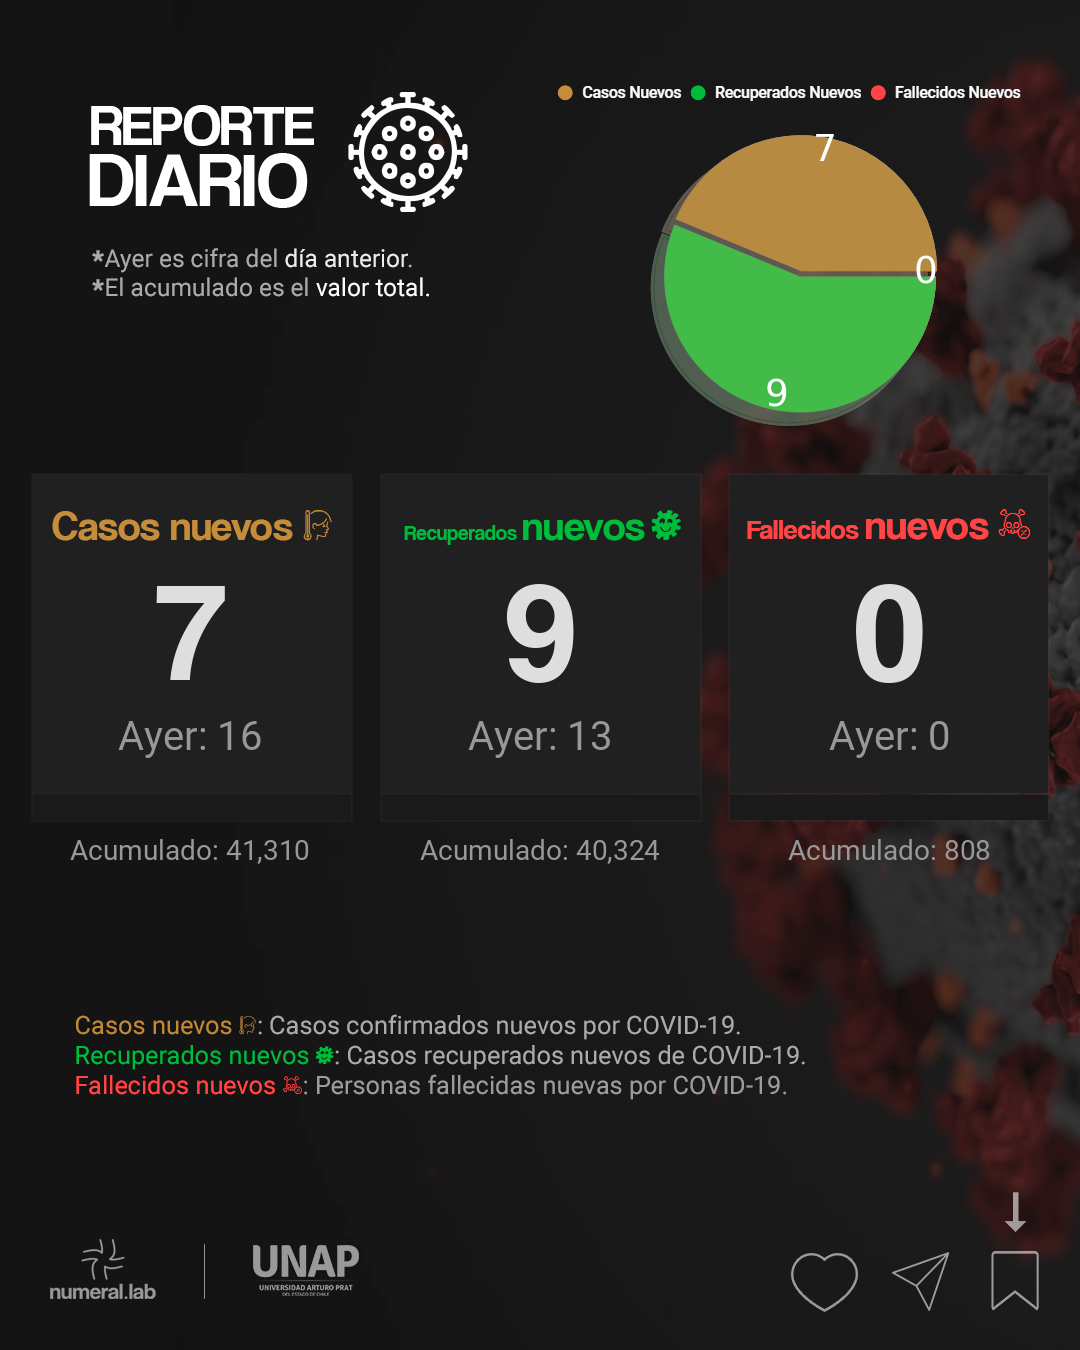 REPORTE
DIARIO
*Ayer es cifra del día anterior.
*El acumulado es el valor total.
Casos Nuevos Recuperados Nuevos Fallecidos Nuevos
7
0
9
Casos nuevos
7
Ayer: 16
Acumulado: 41,310
Recuperados nuevos
9
Ayer: 13
Acumulado: 40,324
Fallecidos nuevos
0
Ayer: 0
Acumulado: 808
Casos nuevos : Casos confirmados nuevos por COVID-19.
Recuperados nuevos : Casos recuperados nuevos de COVID-19.
Fallecidos nuevos : Personas fallecidas nuevas por COVID-19.
numeral.lab
UNAP
UNIVERSIDAD ARTURO PRAT
DEL ESTADO DE CHILE